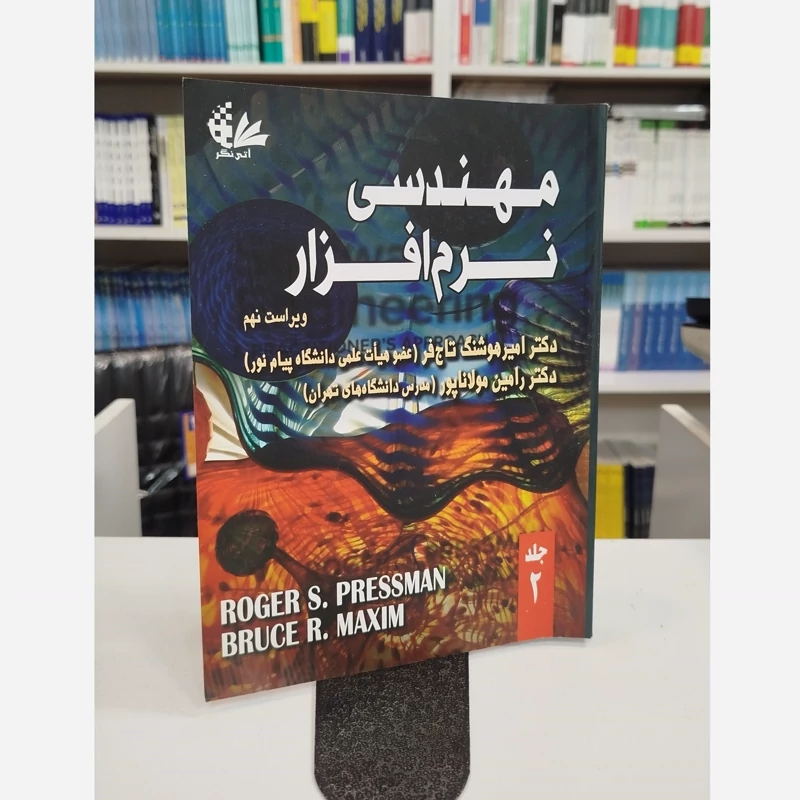 آتی نگر
مهندسی
نرم‌افزار
ویراست نهم
دکتر امیرهوشنگ تاج‌فر (عضو هیات علمی دانشگاه پیام نور)
دکتر رامین مولاناپور (مدرس دانشگاه‌های تهران)
جلد
۲
ROGER S. PRESSMAN
BRUCE R. MAXIM